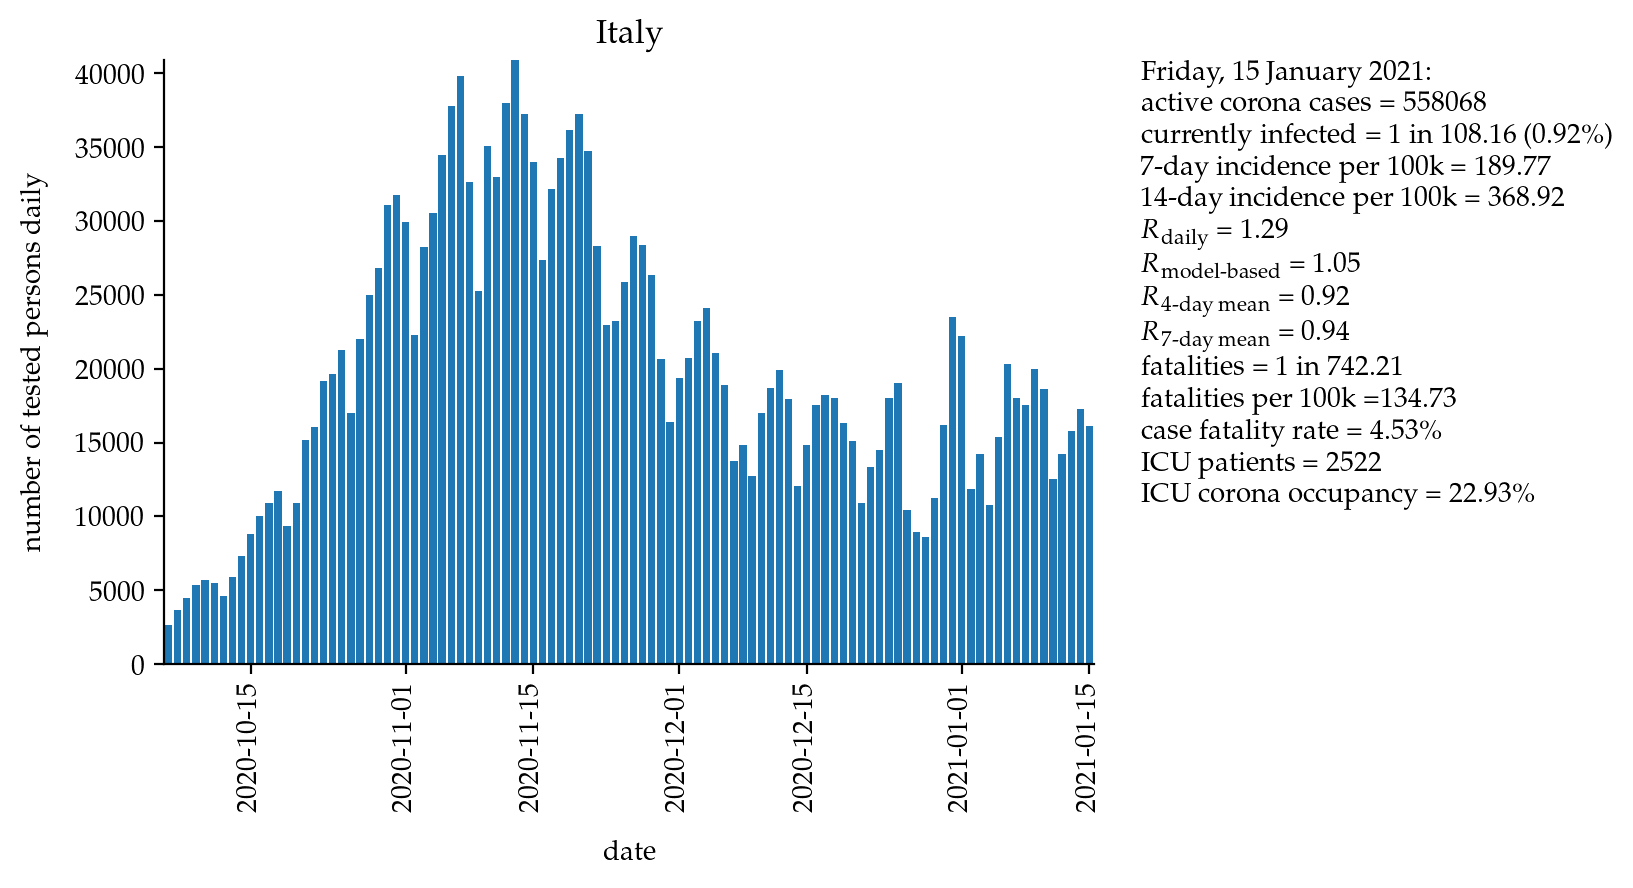 Italy
number of tested persons daily
40000
35000
30000
25000
20000
15000
10000
5000
0
2020-10-15
2020-11-01
2020-11-15
2020-12-01
2020-12-15
2021-01-01
2021-01-15
date
Friday, 15 January 2021:
active corona cases = 558068
currently infected = 1 in 108.16 (0.92%)
7-day incidence per 100k = 189.77
14-day incidence per 100k = 368.92
R daily = 1.29
R model-based = 1.05
R 4-day mean = 0.92
R 7-day mean = 0.94
fatalities = 1 in 742.21
fatalities per 100k =134.73
case fatality rate = 4.53%
ICU patients = 2522
ICU corona occupancy = 22.93%